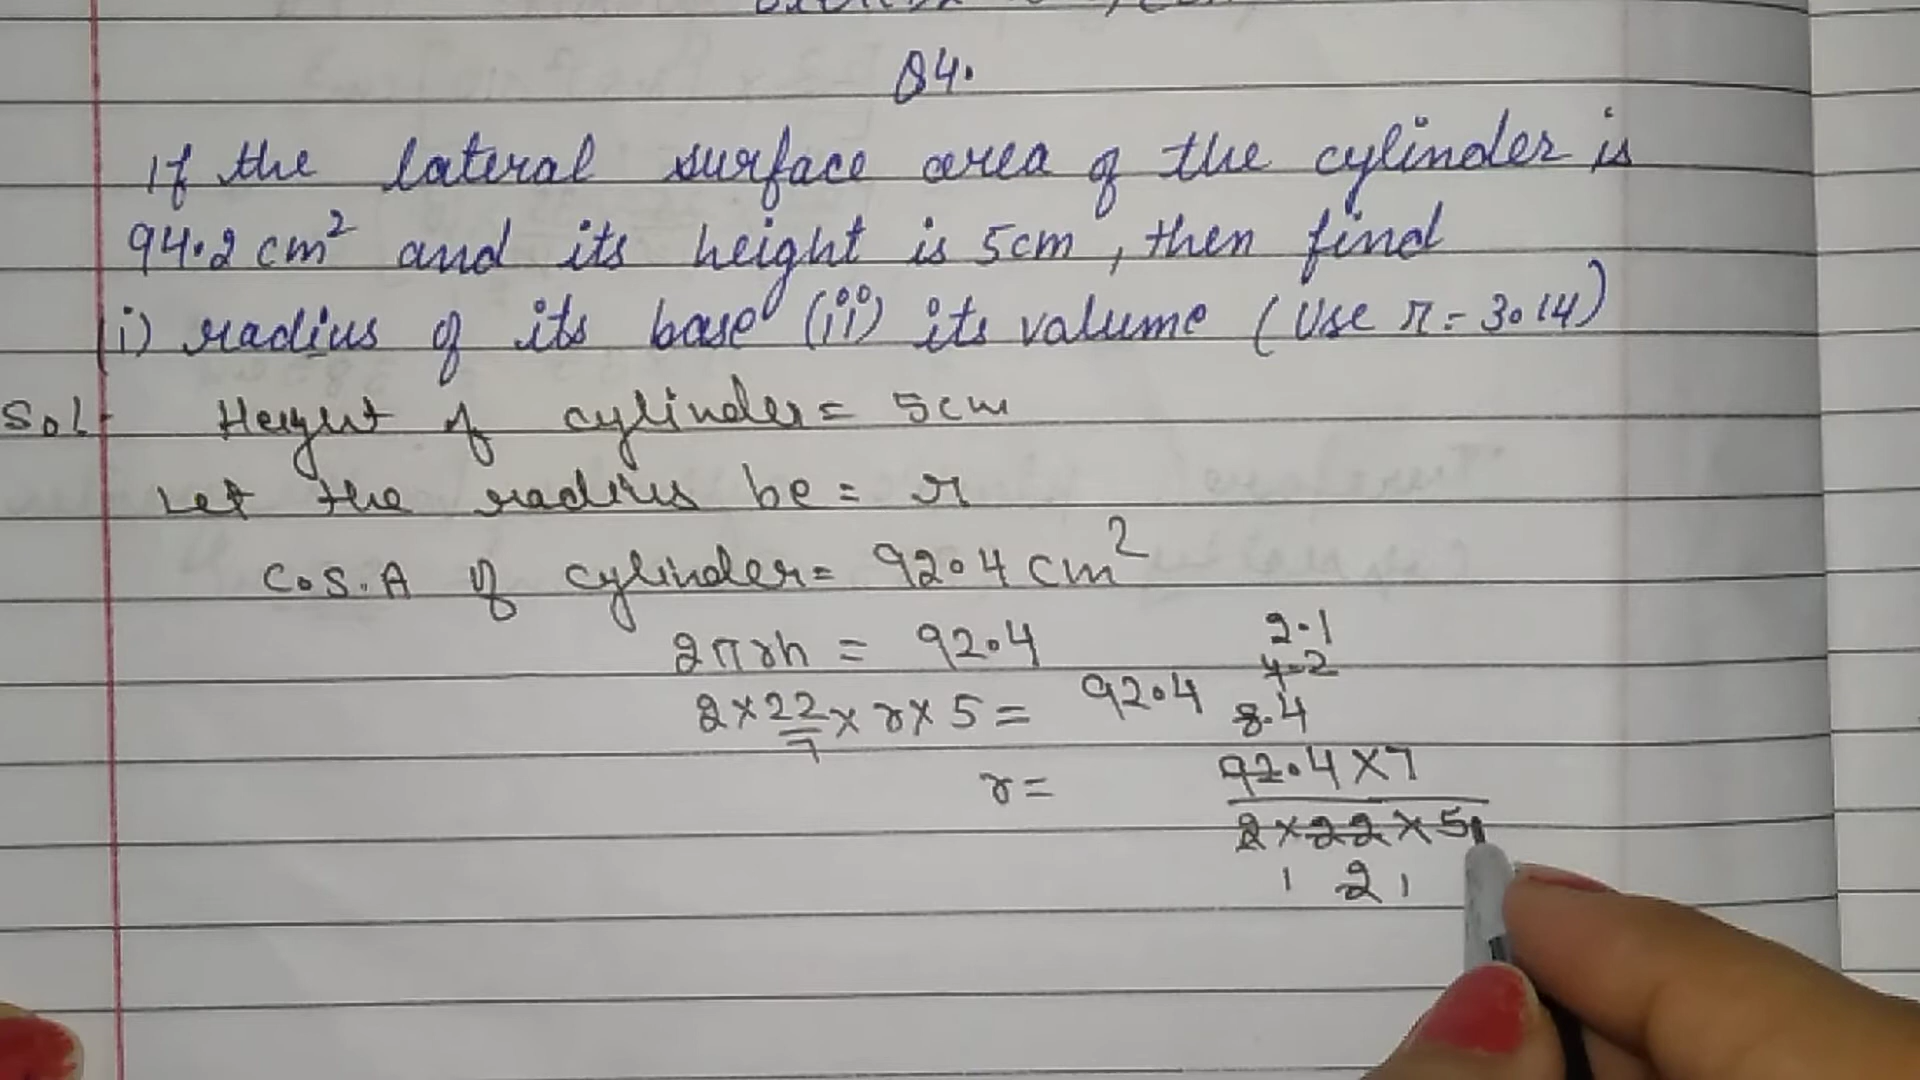 Q4.
If the lateral surface area of the cylinder is
94.2 cm² and its height is 5cm, then find
(i) radius of its base (ii) its volume (Use π = 3.14)
Sol- Height of cylinder = 5cm
Let the radius be = r
C.S.A of cylinder = 92.4 cm²
2πrh = 92.4
2 × 22/7 × r × 5 = 92.4
2.1
4.2
8.4
r = 92.4 × 7
2 × 22 × 5
1 2 1